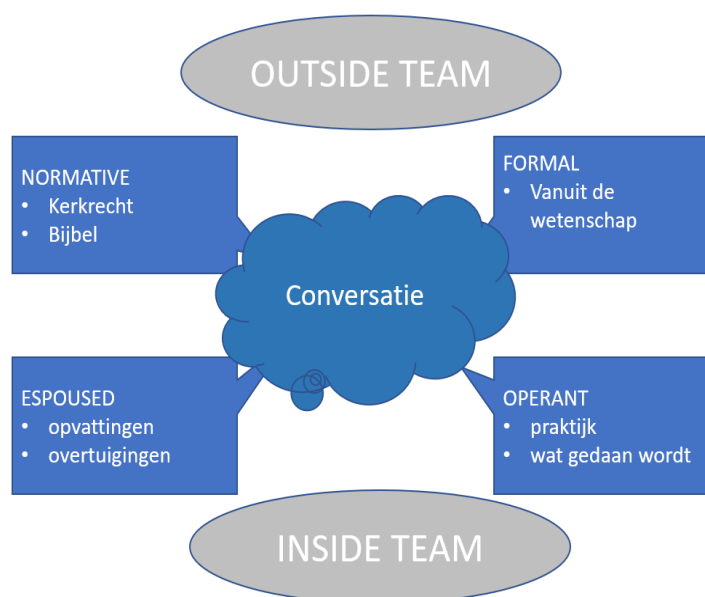 OUTSIDE TEAM
NORMATIVE
• Kerkrecht
• Bijbel
FORMAL
• Vanuit de
wetenschap
Conversatie
ESPOUSED
• opvattingen
• overtuigingen
OPERANT
• praktijk
• wat gedaan wordt
INSIDE TEAM